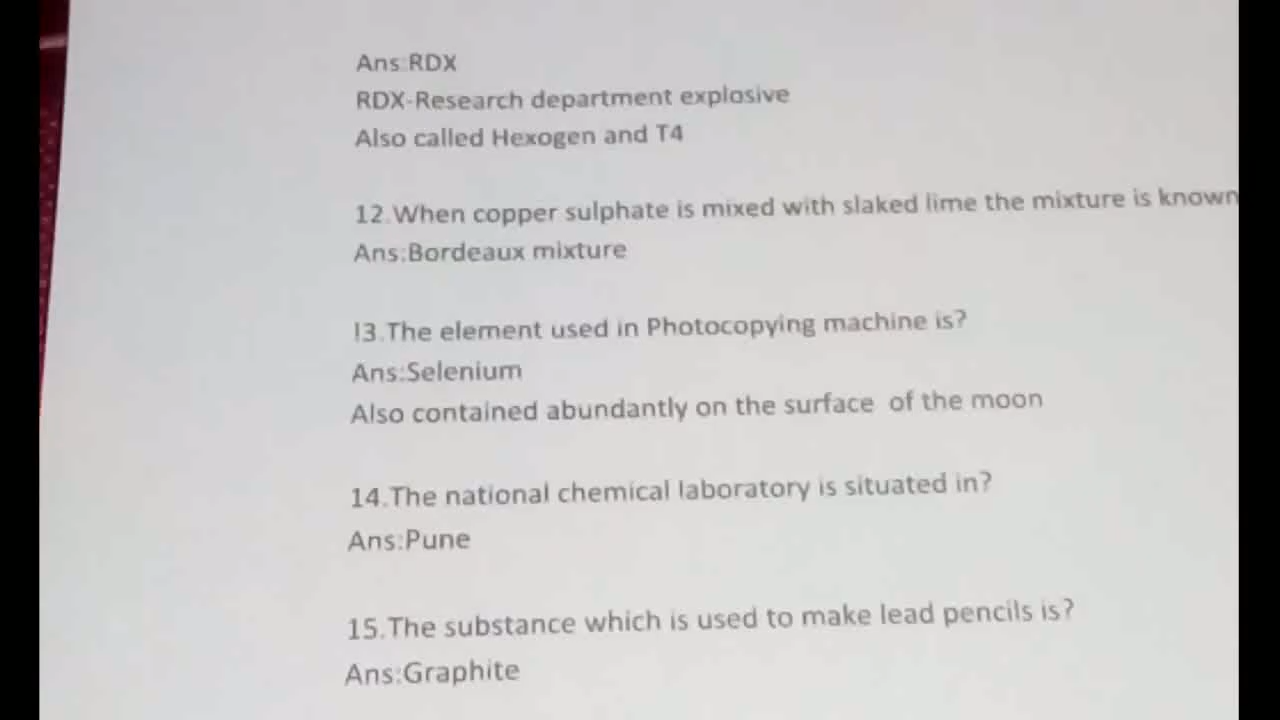 Ans:RDX
RDX-Research department explosive
Also called Hexogen and T4
12.When copper sulphate is mixed with slaked lime the mixture is known
Ans:Bordeaux mixture
13.The element used in Photocopying machine is?
Ans:Selenium
Also contained abundantly on the surface of the moon
14.The national chemical laboratory is situated in?
Ans:Pune
15.The substance which is used to make lead pencils is?
Ans:Graphite